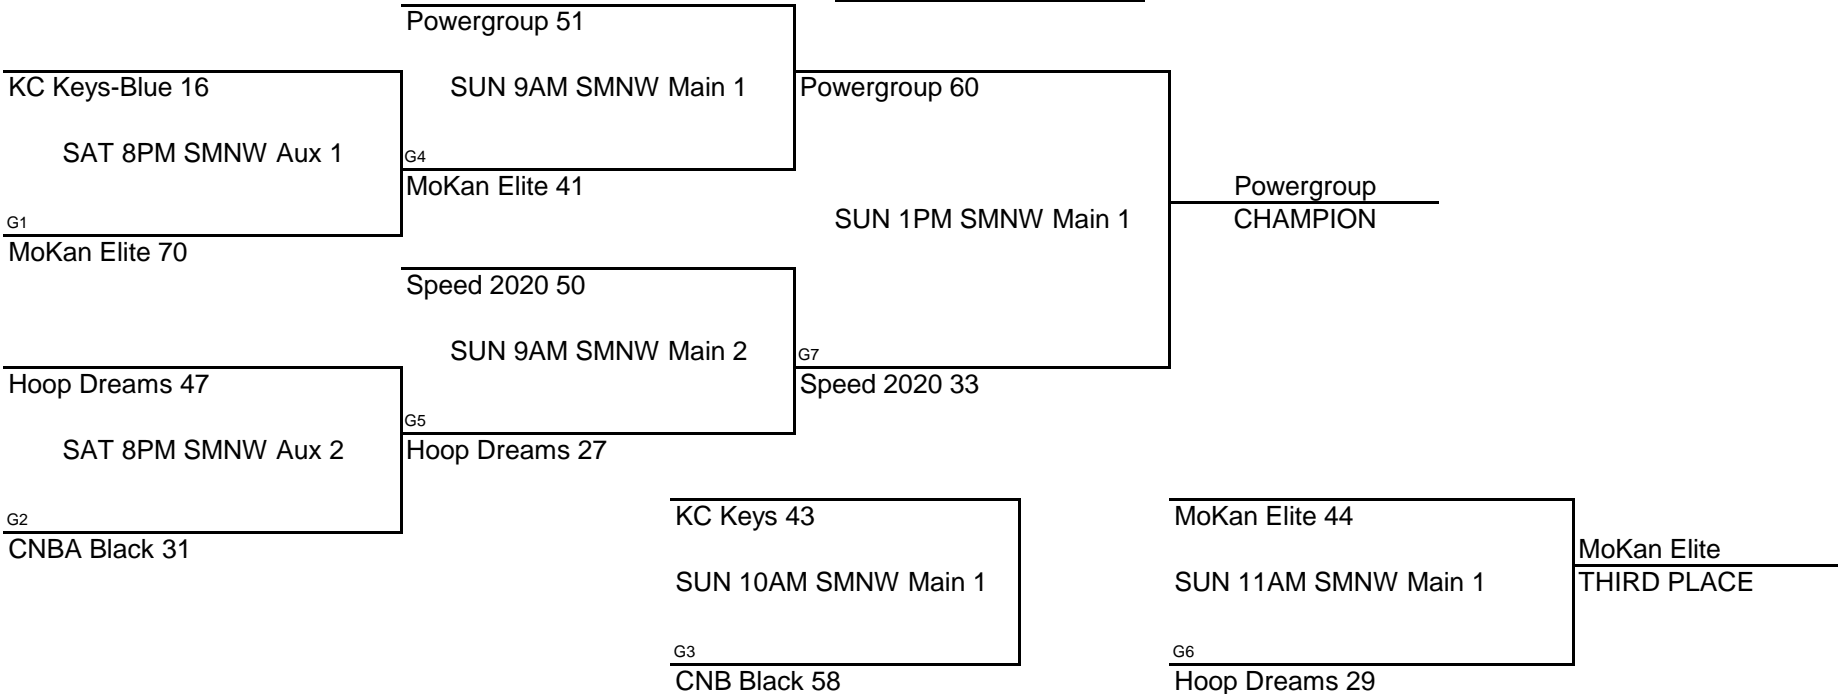 Powergroup 51
KC Keys-Blue 16
SUN 9AM SMNW Main 1
Powergroup 60
SAT 8PM SMNW Aux 1
G4
MoKan Elite 41
Powergroup
G1
SUN 1PM SMNW Main 1
CHAMPION
MoKan Elite 70
Speed 2020 50
SUN 9AM SMNW Main 2
G7
Hoop Dreams 47
Speed 2020 33
G5
SAT 8PM SMNW Aux 2
Hoop Dreams 27
G2
KC Keys 43
MoKan Elite 44
CNBA Black 31
MoKan Elite
SUN 10AM SMNW Main 1
SUN 11AM SMNW Main 1
THIRD PLACE
G3
G6
CNB Black 58
Hoop Dreams 29